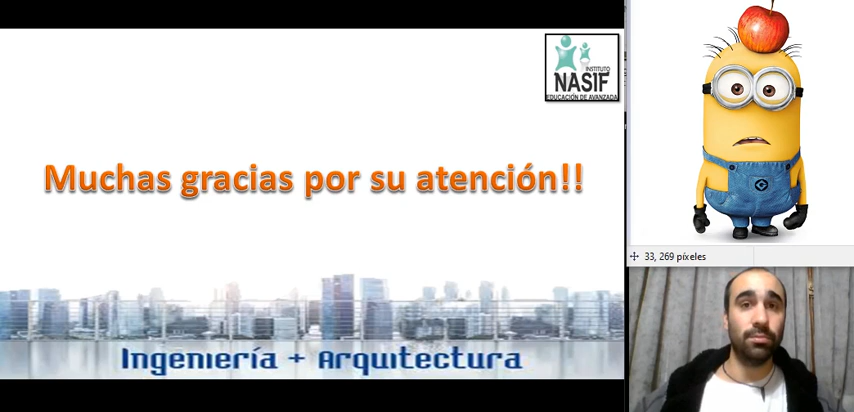 INSTITUTO
NASIF
EDUCACIÓN DE AVANZADA
Muchas gracias por su atención!!
Ingeniería + Arquitectura
33, 269 píxeles